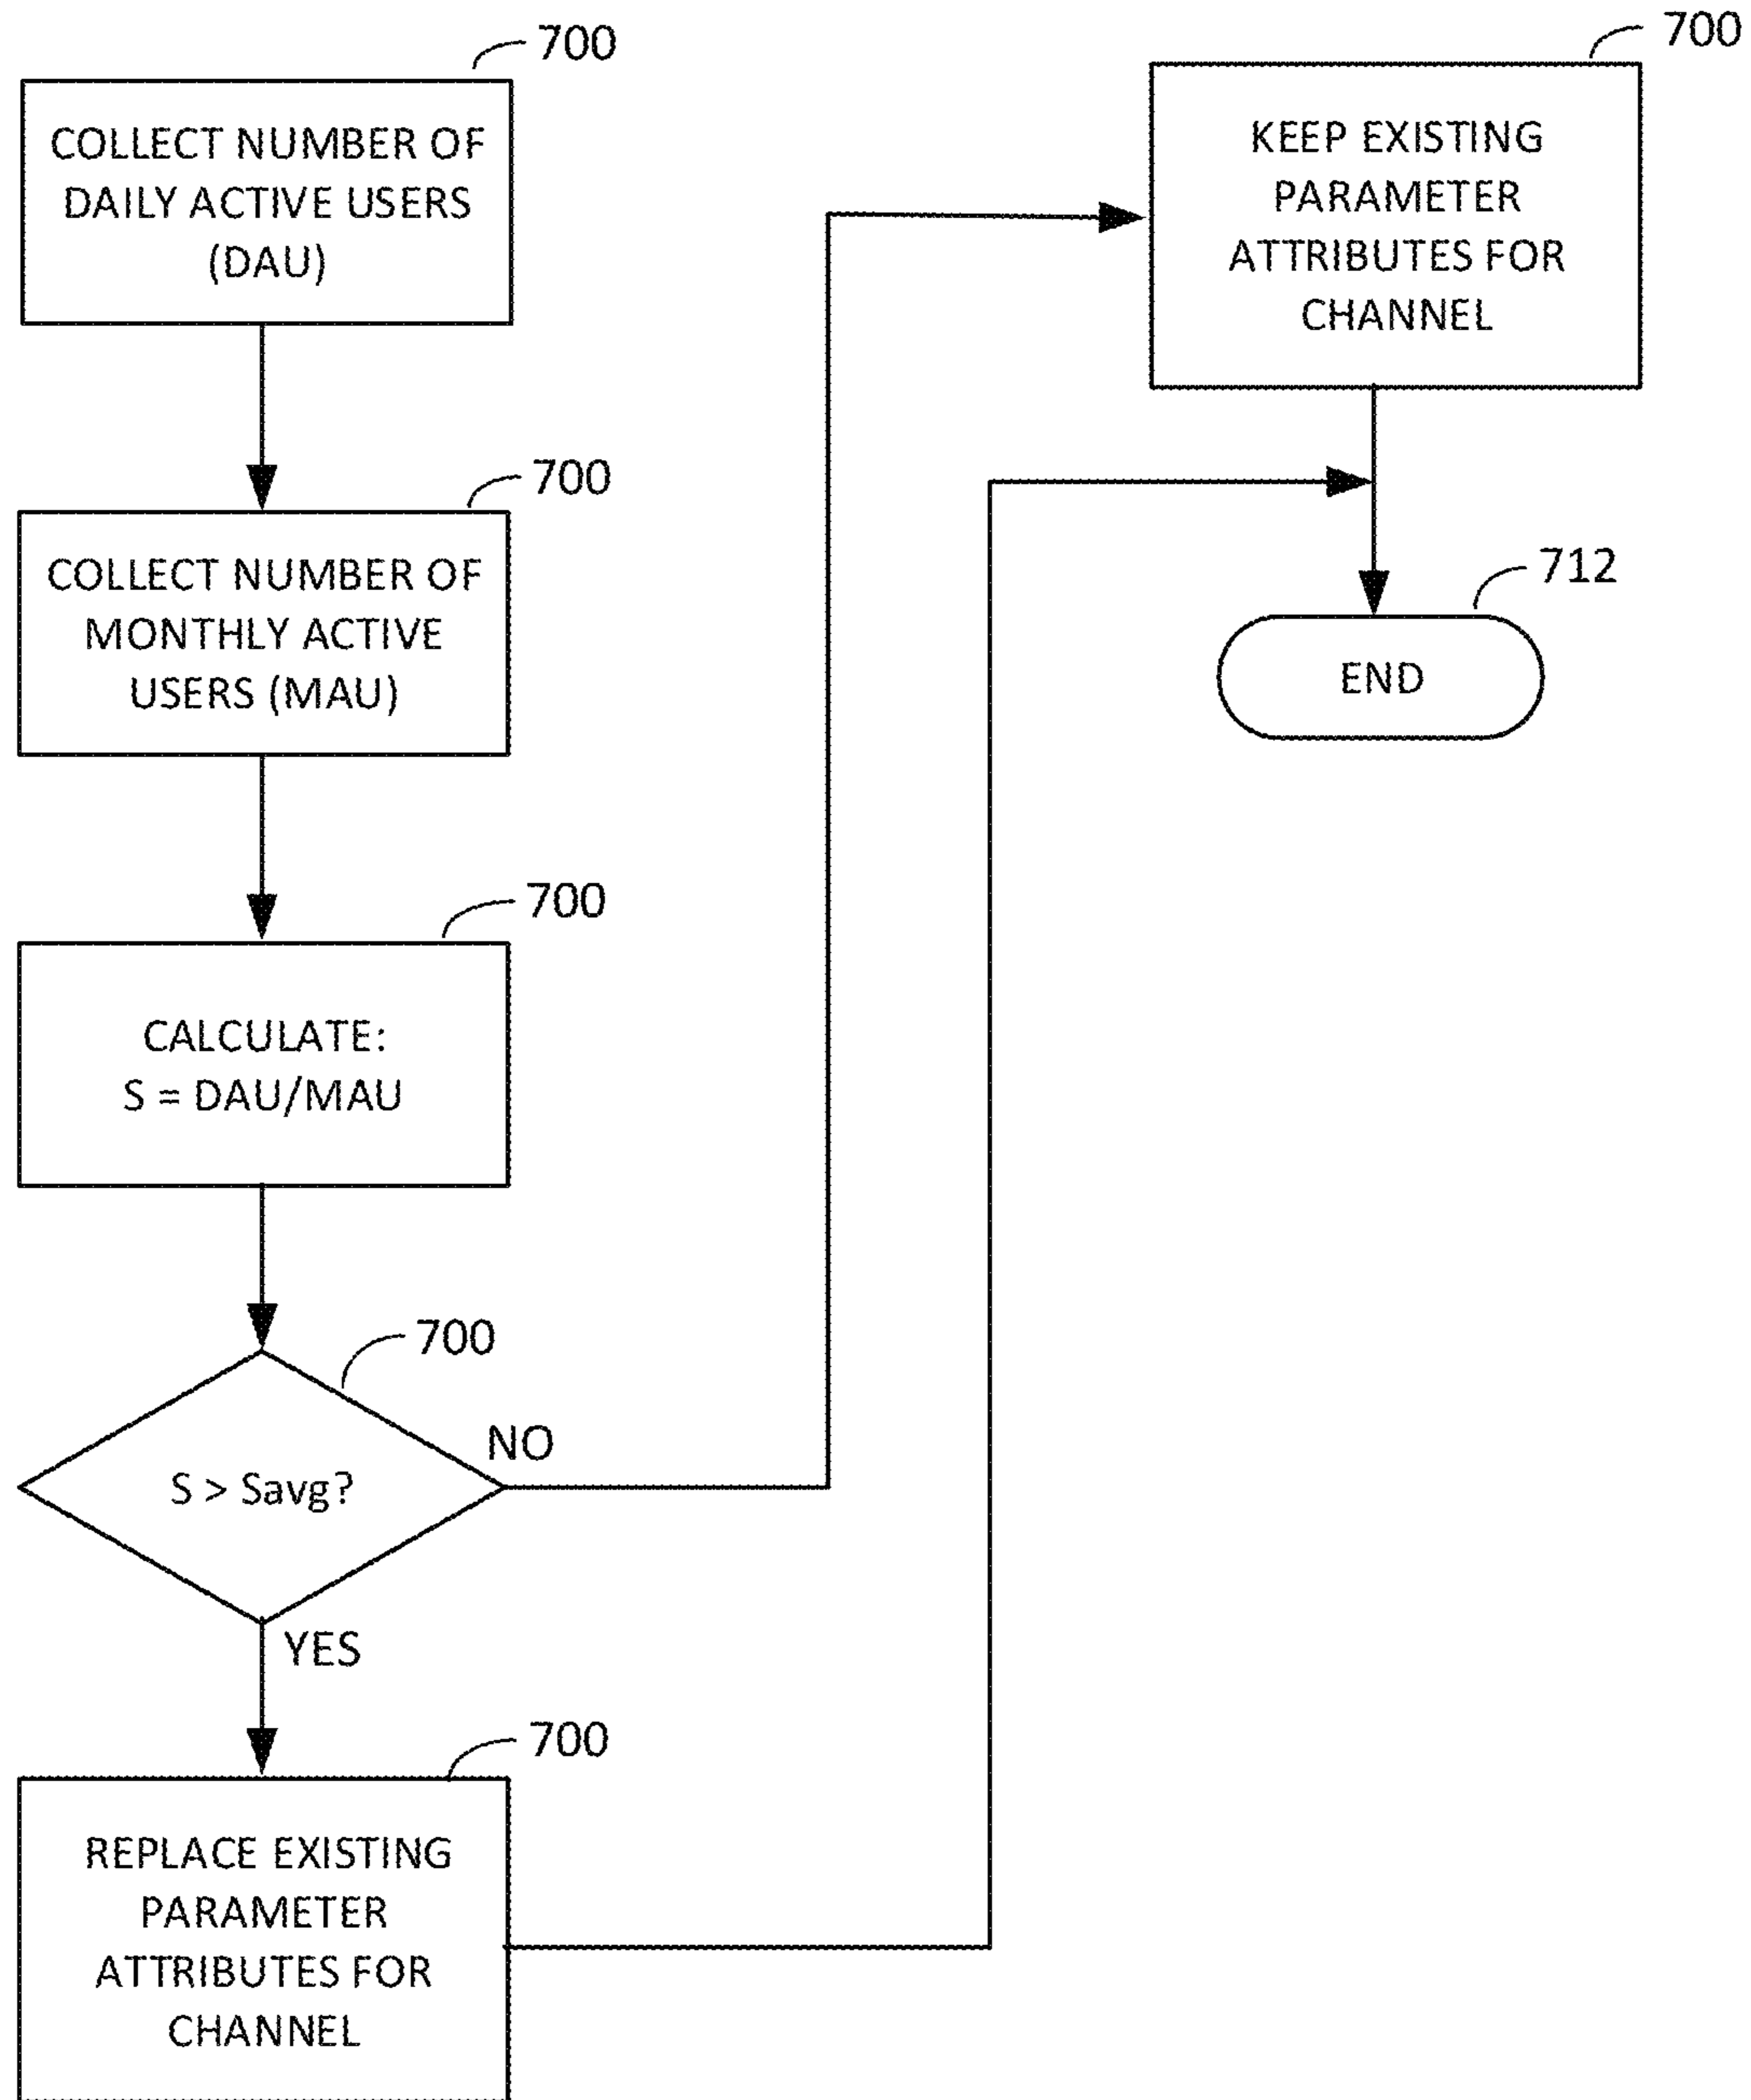 700
COLLECT NUMBER OF
DAILY ACTIVE USERS
(DAU)
700
COLLECT NUMBER OF
MONTHLY ACTIVE
USERS (MAU)
700
CALCULATE:
S = DAU/MAU
700
S > Savg?
NO
YES
700
REPLACE EXISTING
PARAMETER
ATTRIBUTES FOR
CHANNEL
700
KEEP EXISTING
PARAMETER
ATTRIBUTES FOR
CHANNEL
712
END